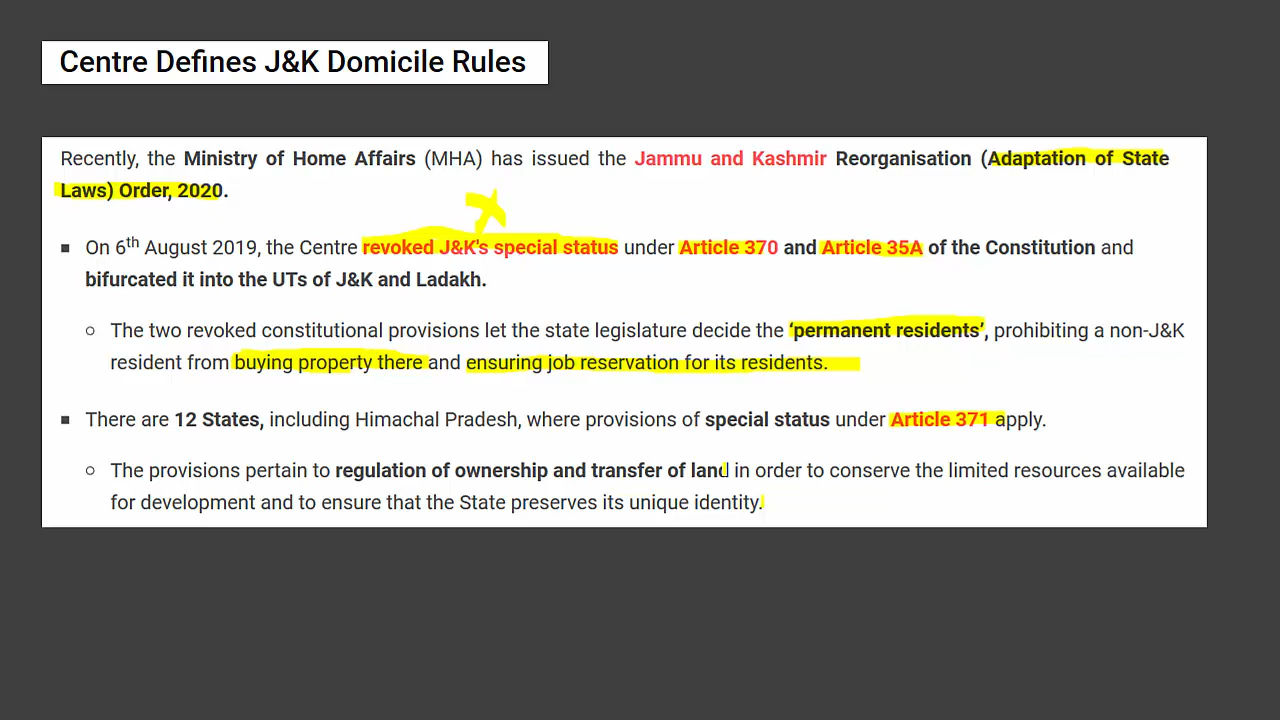 Centre Defines J&K Domicile Rules
Recently, the Ministry of Home Affairs (MHA) has issued the Jammu and Kashmir Reorganisation (Adaptation of State
Laws) Order, 2020.
▪ On 6th August 2019, the Centre revoked J&K's special status under Article 370 and Article 35A of the Constitution and
bifurcated it into the UTs of J&K and Ladakh.
○ The two revoked constitutional provisions let the state legislature decide the ‘permanent residents’, prohibiting a non-J&K
resident from buying property there and ensuring job reservation for its residents.
▪ There are 12 States, including Himachal Pradesh, where provisions of special status under Article 371 apply.
○ The provisions pertain to regulation of ownership and transfer of land in order to conserve the limited resources available
for development and to ensure that the State preserves its unique identity.